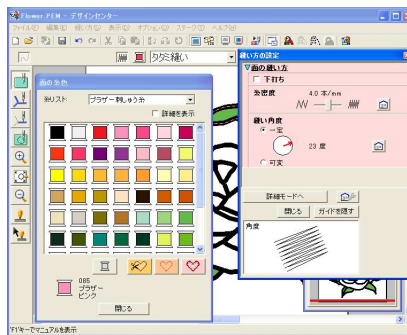 Flower.PEM - デザインセンター
ファイル(F) 編集(E) 縫い方(S) 表示(D) オプション(O) ステージ(T) ヘルプ(H)
タタミ縫い
面の糸色
糸リスト:
ブラザー刺しゅう糸
詳細を表示
085
ブラザー
ピンク
閉じる
縫い方の設定
▽面の縫い方
下打ち
糸密度
4.0 本/mm
縫い角度
一定
23 度
可変
詳細モードへ
閉じる
ガイドを隠す
角度
'F1'キーでマニュアルを表示